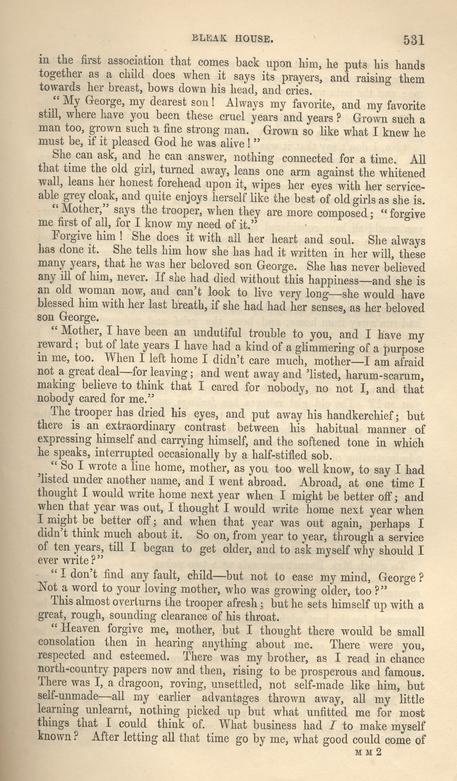 BLEAK HOUSE. 531
in the first association that comes back upon him, he puts his hands
together as a child does when it says its prayers, and raising them
towards her breast, bows down his head, and cries.
“My George, my dearest son! Always my favorite, and my favorite
still, where have you been these cruel years and years? Grown such a
man too, grown such a fine strong man. Grown so like what I knew he
must be, if it pleased God he was alive!”
She can ask, and he can answer, nothing connected for a time. All
that time the old girl, turned away, leans one arm against the whitened
wall, leans her honest forehead upon it, wipes her eyes with her service-
able grey cloak, and quite enjoys herself like the best of old girls as she is.
“Mother,” says the trooper, when they are more composed; “forgive
me first of all, for I know my need of it.”
Forgive him! She does it with all her heart and soul. She always
has done it. She tells him how she has had it written in her will, these
many years, that he was her beloved son George. She has never believed
any ill of him, never. If she had died without this happiness—and she is
an old woman now, and can’t look to live very long—she would have
blessed him with her last breath, if she had had her senses, as her beloved
son George.
“Mother, I have been an undutiful trouble to you, and I have my
reward; but of late years I have had a kind of a glimmering of a purpose
in me, too. When I left home I didn’t care much, mother—I am afraid
not a great deal—for leaving; and went away and ’listed, harum-scarum,
making believe to think that I cared for nobody, no not I, and that
nobody cared for me.”
The trooper has dried his eyes, and put away his handkerchief; but
there is an extraordinary contrast between his habitual manner of
expressing himself and carrying himself, and the softened tone in which
he speaks, interrupted occasionally by a half-stifled sob.
“So I wrote a line home, mother, as you too well know, to say I had
’listed under another name, and I went abroad. Abroad, at one time I
thought I would write home next year when I might be better off; and
when that year was out, I thought I would write home next year when
I might be better off; and when that year was out again, perhaps I
didn’t think much about it. So on, from year to year, through a service
of ten years, till I began to get older, and to ask myself why should I
ever write?”
“I don’t find any fault, child—but not to ease my mind, George?
Not a word to your loving mother, who was growing older, too?”
This almost overturns the trooper afresh; but he sets himself up with a
great, rough, sounding clearance of his throat.
“Heaven forgive me, mother, but I thought there would be small
consolation then in hearing anything about me. There were you,
respected and esteemed. There was my brother, as I read in chance
north-country papers now and then, rising to be prosperous and famous.
There was I, a dragoon, roving, unsettled, not self-made like him, but
self-unmade—all my earlier advantages thrown away, all my little
learning unlearnt, nothing picked up but what unfitted me for most
things that I could think of. What business had I to make myself
known? After letting all that time go by me, what good could come of
M M 2